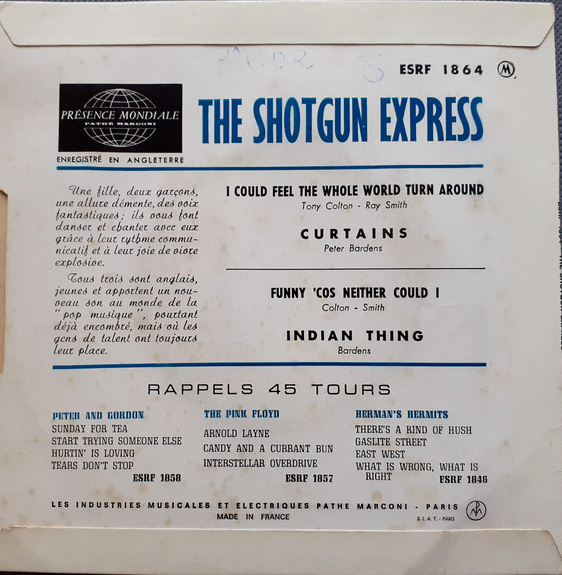 ESRF 1864 M
PRÉSENCE MONDIALE
PATHÉ MARCONI
ENREGISTRÉ EN ANGLETERRE
THE SHOTGUN EXPRESS
Une fille, deux garçons,
une allure démente, des voix
fantastiques ; ils vous font
danser et chanter avec eux
grâce à leur rythme commu-
nicatif et à leur joie de vivre
explosive.
Tous trois sont anglais,
jeunes et apportent un nou-
veau son au monde de la
"pop musique", pourtant
déjà encombré, mais où les
gens de talent ont toujours
leur place.
I COULD FEEL THE WHOLE WORLD TURN AROUND
Tony Colton - Ray Smith
CURTAINS
Peter Bardens
FUNNY 'COS NEITHER COULD I
Colton - Smith
INDIAN THING
Bardens
RAPPELS 45 TOURS
PETER AND GORDON
SUNDAY FOR TEA
START TRYING SOMEONE ELSE
HURTIN' IS LOVING
TEARS DON'T STOP
ESRF 1858
THE PINK FLOYD
ARNOLD LAYNE
CANDY AND A CURRANT BUN
INTERSTELLAR OVERDRIVE
ESRF 1857
HERMAN'S HERMITS
THERE'S A KIND OF HUSH
GASLITE STREET
EAST WEST
WHAT IS WRONG, WHAT IS
RIGHT ESRF 1846
LES INDUSTRIES MUSICALES ET ELECTRIQUES PATHE MARCONI - PARIS
MADE IN FRANCE
S.I.A.T. - PARIS